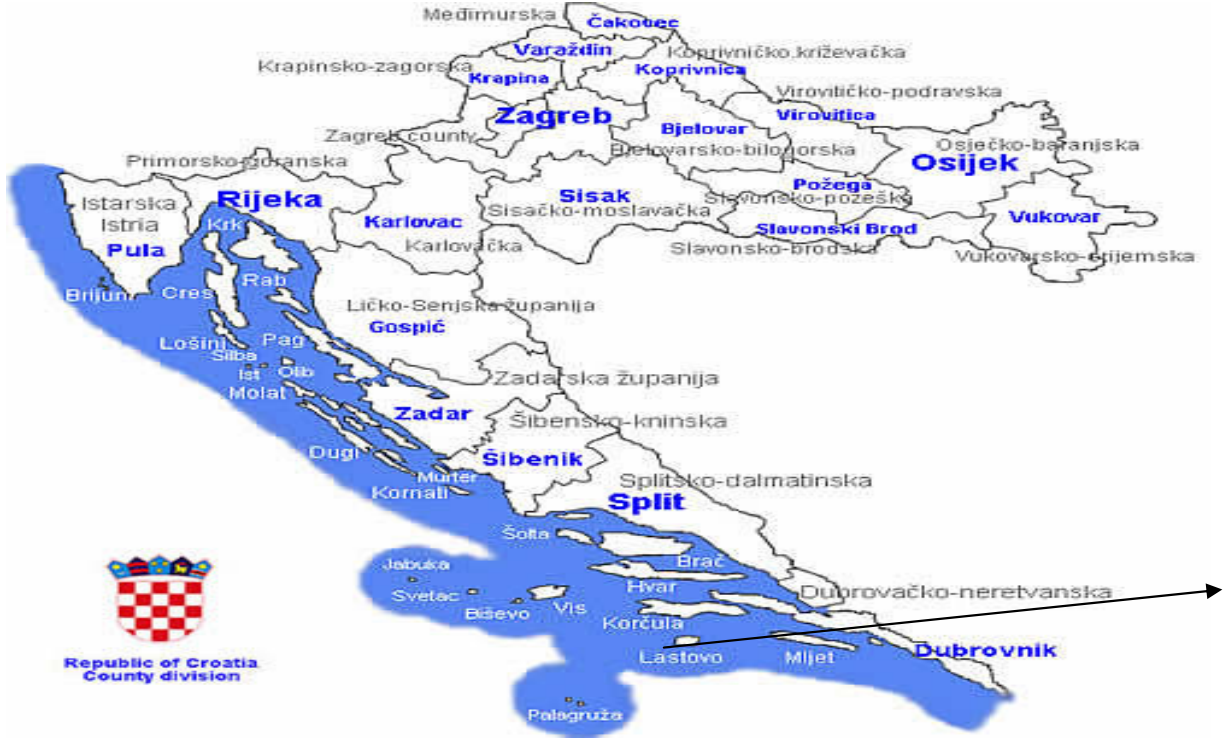 Međimurska
Čakovec
Varaždin
Koprivničko.križevačka
Krapinsko-zagorska
Krapina
Koprivnica
Virovitičko-podravska
Zagreb
Virovitica
Zagreb county
Bjelovar
Osječko-baranjska
Bjelovarsko-bilogorska
Osijek
Primorsko-goranska
Požega
Istarska
Rijeka
Sisak
Slavonsko-požeška
Istria
Krk
Karlovac
Sisačko-moslavačka
Vukovar
Pula
Karlovačka
Slavonski Brod
Slavonsko-brodska
Vukovarsko-srijemska
Brijuni
Cres
Rab
Ličko-Senjska županija
Gospić
Lošinj
Pag
Silba
Ist
Olib
Zadarska županija
Molat
Zadar
Šibensko-kninska
Dugi
Šibenik
Murter
Splitsko-dalmatinska
Kornati
Split
Šolta
Jabuka
Brač
Svetac
Hvar
Dubrovačko-neretvanska
Biševo
Vis
Korčula
Lastovo
Mljet
Dubrovnik
Republic of Croatia
County division
Palagruža